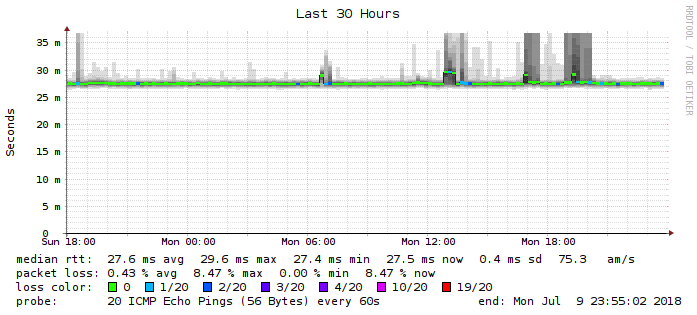 Last 30 Hours
RRDTOOL / TOBI OETIKER
Seconds
35 m
30 m
25 m
20 m
15 m
10 m
5 m
0
Sun 18:00 Mon 00:00 Mon 06:00 Mon 12:00 Mon 18:00
median rtt: 27.6 ms avg 29.6 ms max 27.4 ms min 27.5 ms now 0.4 ms sd 75.3 am/s
packet loss: 0.43 % avg 8.47 % max 0.00 % min 8.47 % now
loss color: 0 1/20 2/20 3/20 4/20 10/20 19/20
probe: 20 ICMP Echo Pings (56 Bytes) every 60s end: Mon Jul 9 23:55:02 2018